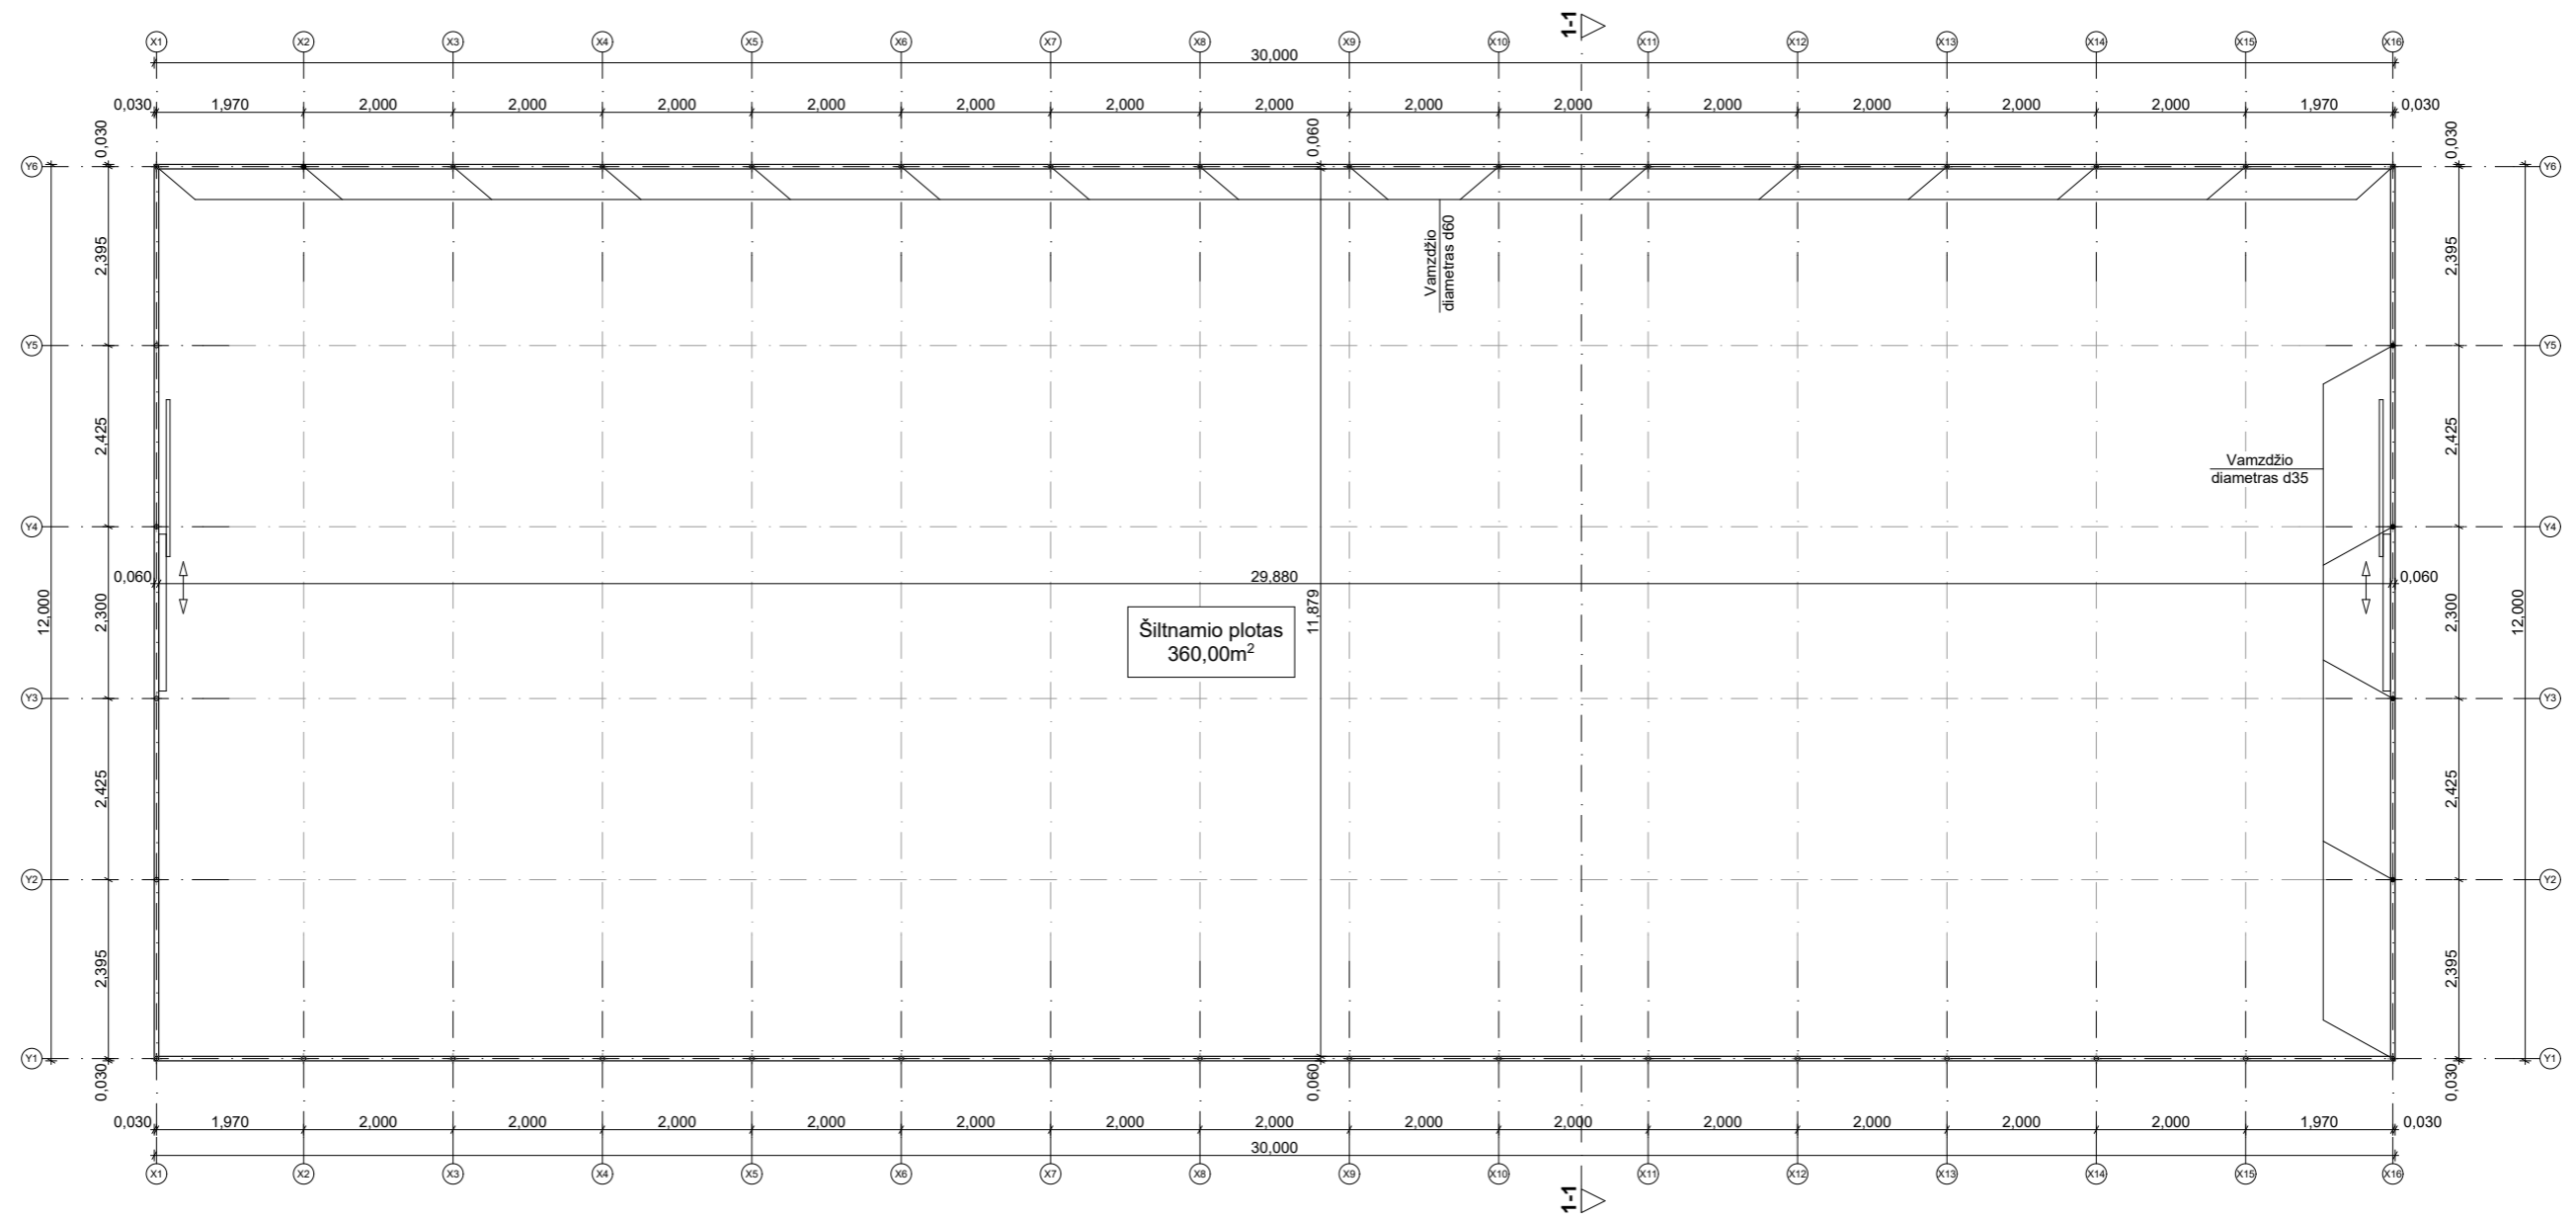 1-1
X1 X2 X3 X4 X5 X6 X7 X8 X9 X10 X11 X12 X13 X14 X15 X16
30,000
0,030 1,970 2,000 2,000 2,000 2,000 2,000 2,000 2,000 2,000 2,000 2,000 2,000 2,000 2,000 1,970 0,030
0,030 0,060 0,030
Y6 Y6
2,395 Vamzdžio 2,395
diametras d60
Y5 Y5
2,425 2,425
Vamzdžio
diametras d35
Y4 Y4
0,060 29,880 0,060
12,000 2,300 11,879 2,300 12,000
Šiltnamio plotas
360,00m²
Y3 Y3
2,425 2,425
Y2 Y2
2,395 2,395
Y1 Y1
0,030 0,060 0,030
0,030 1,970 2,000 2,000 2,000 2,000 2,000 2,000 2,000 2,000 2,000 2,000 2,000 2,000 2,000 1,970 0,030
30,000
X1 X2 X3 X4 X5 X6 X7 X8 X9 X10 X11 X12 X13 X14 X15 X16
1-1